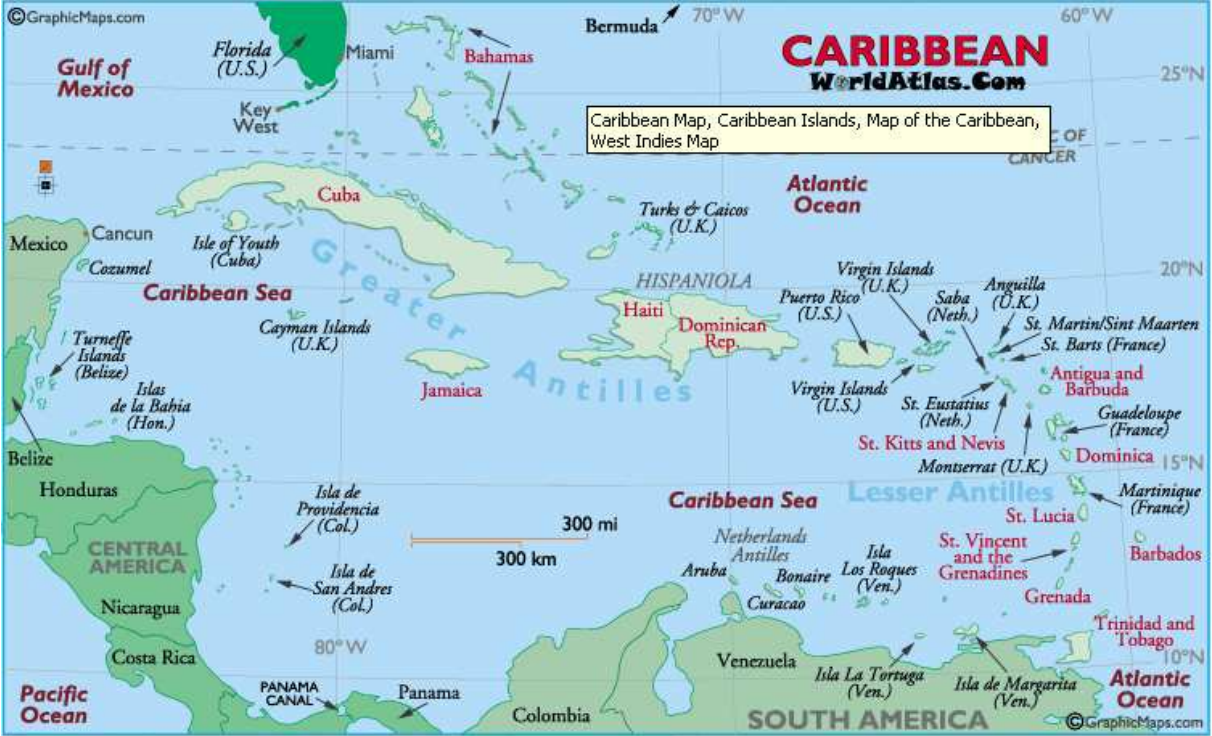 ©GraphicMaps.com
Bermuda
70° W
60° W
Florida
(U.S.)
Miami
Bahamas
CARIBBEAN
WorldAtlas.Com
Gulf of
Mexico
25°N
Key
West
Caribbean Map, Caribbean Islands, Map of the Caribbean,
West Indies Map
C OF
CANCER
Cuba
Atlantic
Ocean
Turks & Caicos
(U.K.)
Mexico
Cancun
Isle of Youth
(Cuba)
Cozumel
Greater
Antilles
HISPANIOLA
Virgin Islands
(U.K.)
20°N
Caribbean Sea
Puerto Rico
(U.S.)
Saba
(Neth.)
Anguilla
(U.K.)
Haiti
Dominican
Rep.
Cayman Islands
(U.K.)
St. Martin/Sint Maarten
St. Barts (France)
Turneffe
Islands
(Belize)
Jamaica
Virgin Islands
(U.S.)
Antigua and
Barbuda
Islas
de la Bahia
(Hon.)
St. Eustatius
(Neth.)
Guadeloupe
(France)
St. Kitts and Nevis
Montserrat (U.K.)
Dominica
15°N
Belize
Honduras
Isla de
Providencia
(Col.)
Caribbean Sea
Lesser Antilles
Martinique
(France)
St. Lucia
300 mi
300 km
Netherlands
Antilles
St. Vincent
and the
Grenadines
Barbados
CENTRAL
AMERICA
Isla de
San Andres
(Col.)
Aruba
Bonaire
Curacao
Isla
Los Roques
(Ven.)
Grenada
Nicaragua
Trinidad and
Tobago
Costa Rica
80° W
Venezuela
Isla La Tortuga
(Ven.)
Isla de Margarita
(Ven.)
10°N
Pacific
Ocean
PANAMA
CANAL
Panama
Colombia
SOUTH AMERICA
Atlantic
Ocean
©GraphicMaps.com